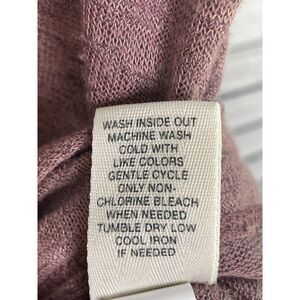 WASH INSIDE OUT
MACHINE WASH
COLD WITH
LIKE COLORS
GENTLE CYCLE
ONLY NON-
CHLORINE BLEACH
WHEN NEEDED
TUMBLE DRY LOW
COOL IRON
IF NEEDED